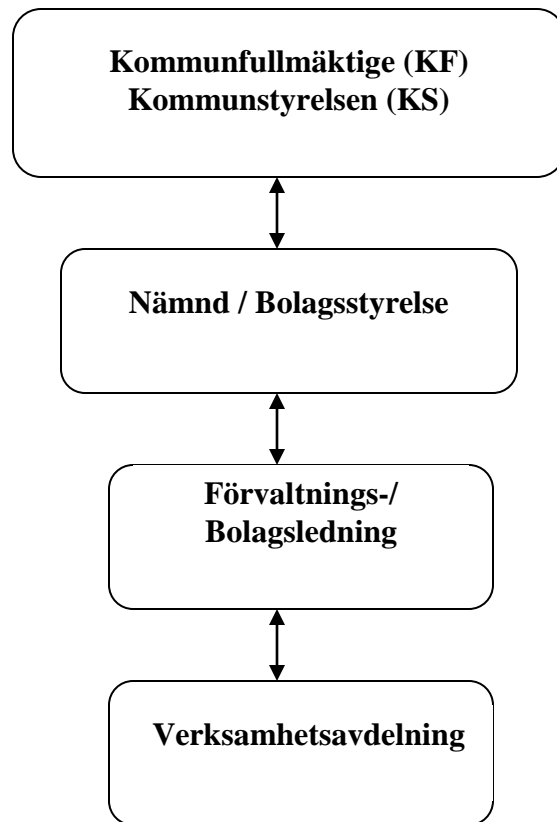 Kommunfullmäktige (KF)
Kommunstyrelsen (KS)
Nämnd / Bolagsstyrelse
Förvaltnings-/
Bolagsledning
Verksamhetsavdelning